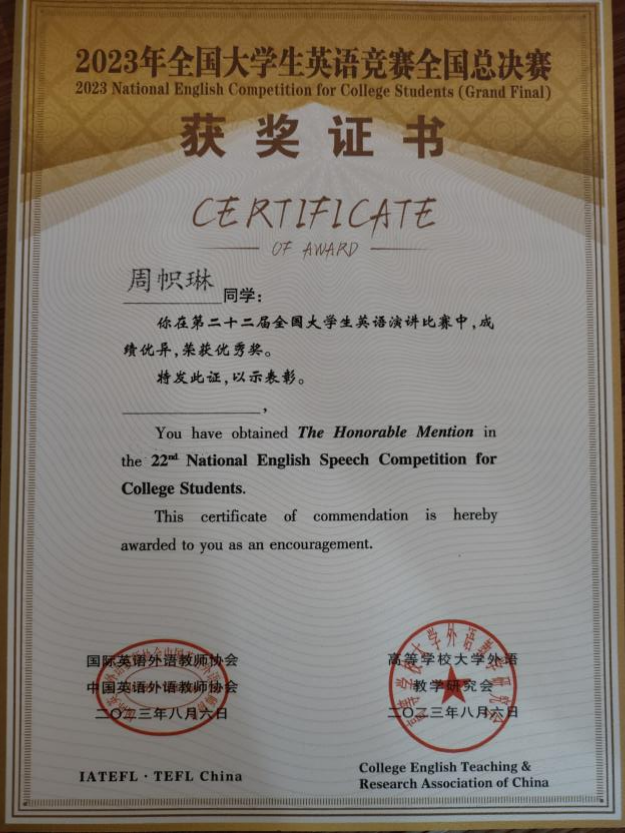 2023年全国大学生英语竞赛全国总决赛
2023 National English Competition for College Students (Grand Final)
获奖证书
CERTIFICATE
OF AWARD
周帜琳 同学:
你在第二十二届全国大学生英语演讲比赛中,成
绩优异,荣获优秀奖。
特发此证,以示表彰。
,
You have obtained The Honorable Mention in
the 22nd National English Speech Competition for
College Students.
This certificate of commendation is hereby
awarded to you as an encouragement.
国际英语外语教师协会
中国英语外语教师协会
二〇二三年八月六日
IATEFL · TEFL China
高等学校大学外语
教学研究会
二〇二三年八月六日
College English Teaching &
Research Association of China